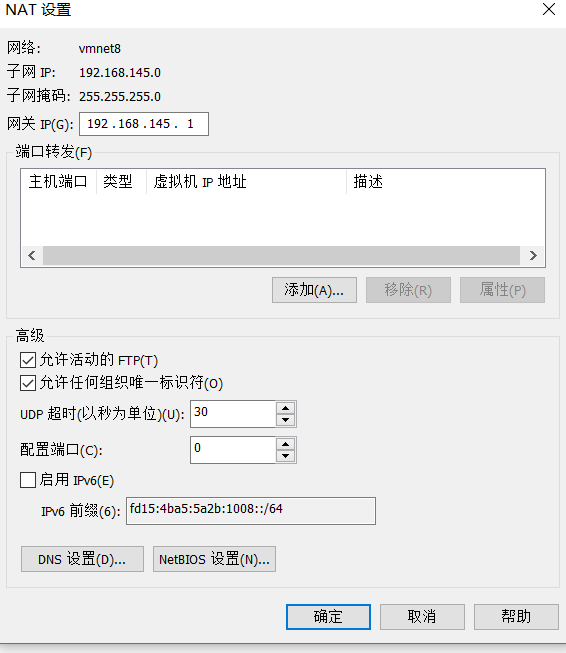 NAT 设置
网络: vmnet8
子网 IP: 192.168.145.0
子网掩码: 255.255.255.0
网关 IP(G): 192 . 168 . 145 . 1
端口转发(F)
主机端口 类型 虚拟机 IP 地址 描述
添加(A)... 移除(R) 属性(P)
高级
允许活动的 FTP(T)
允许任何组织唯一标识符(O)
UDP 超时(以秒为单位)(U): 30
配置端口(C): 0
启用 IPv6(E)
IPv6 前缀(6): fd15:4ba5:5a2b:1008::/64
DNS 设置(D)... NetBIOS 设置(N)...
确定 取消 帮助